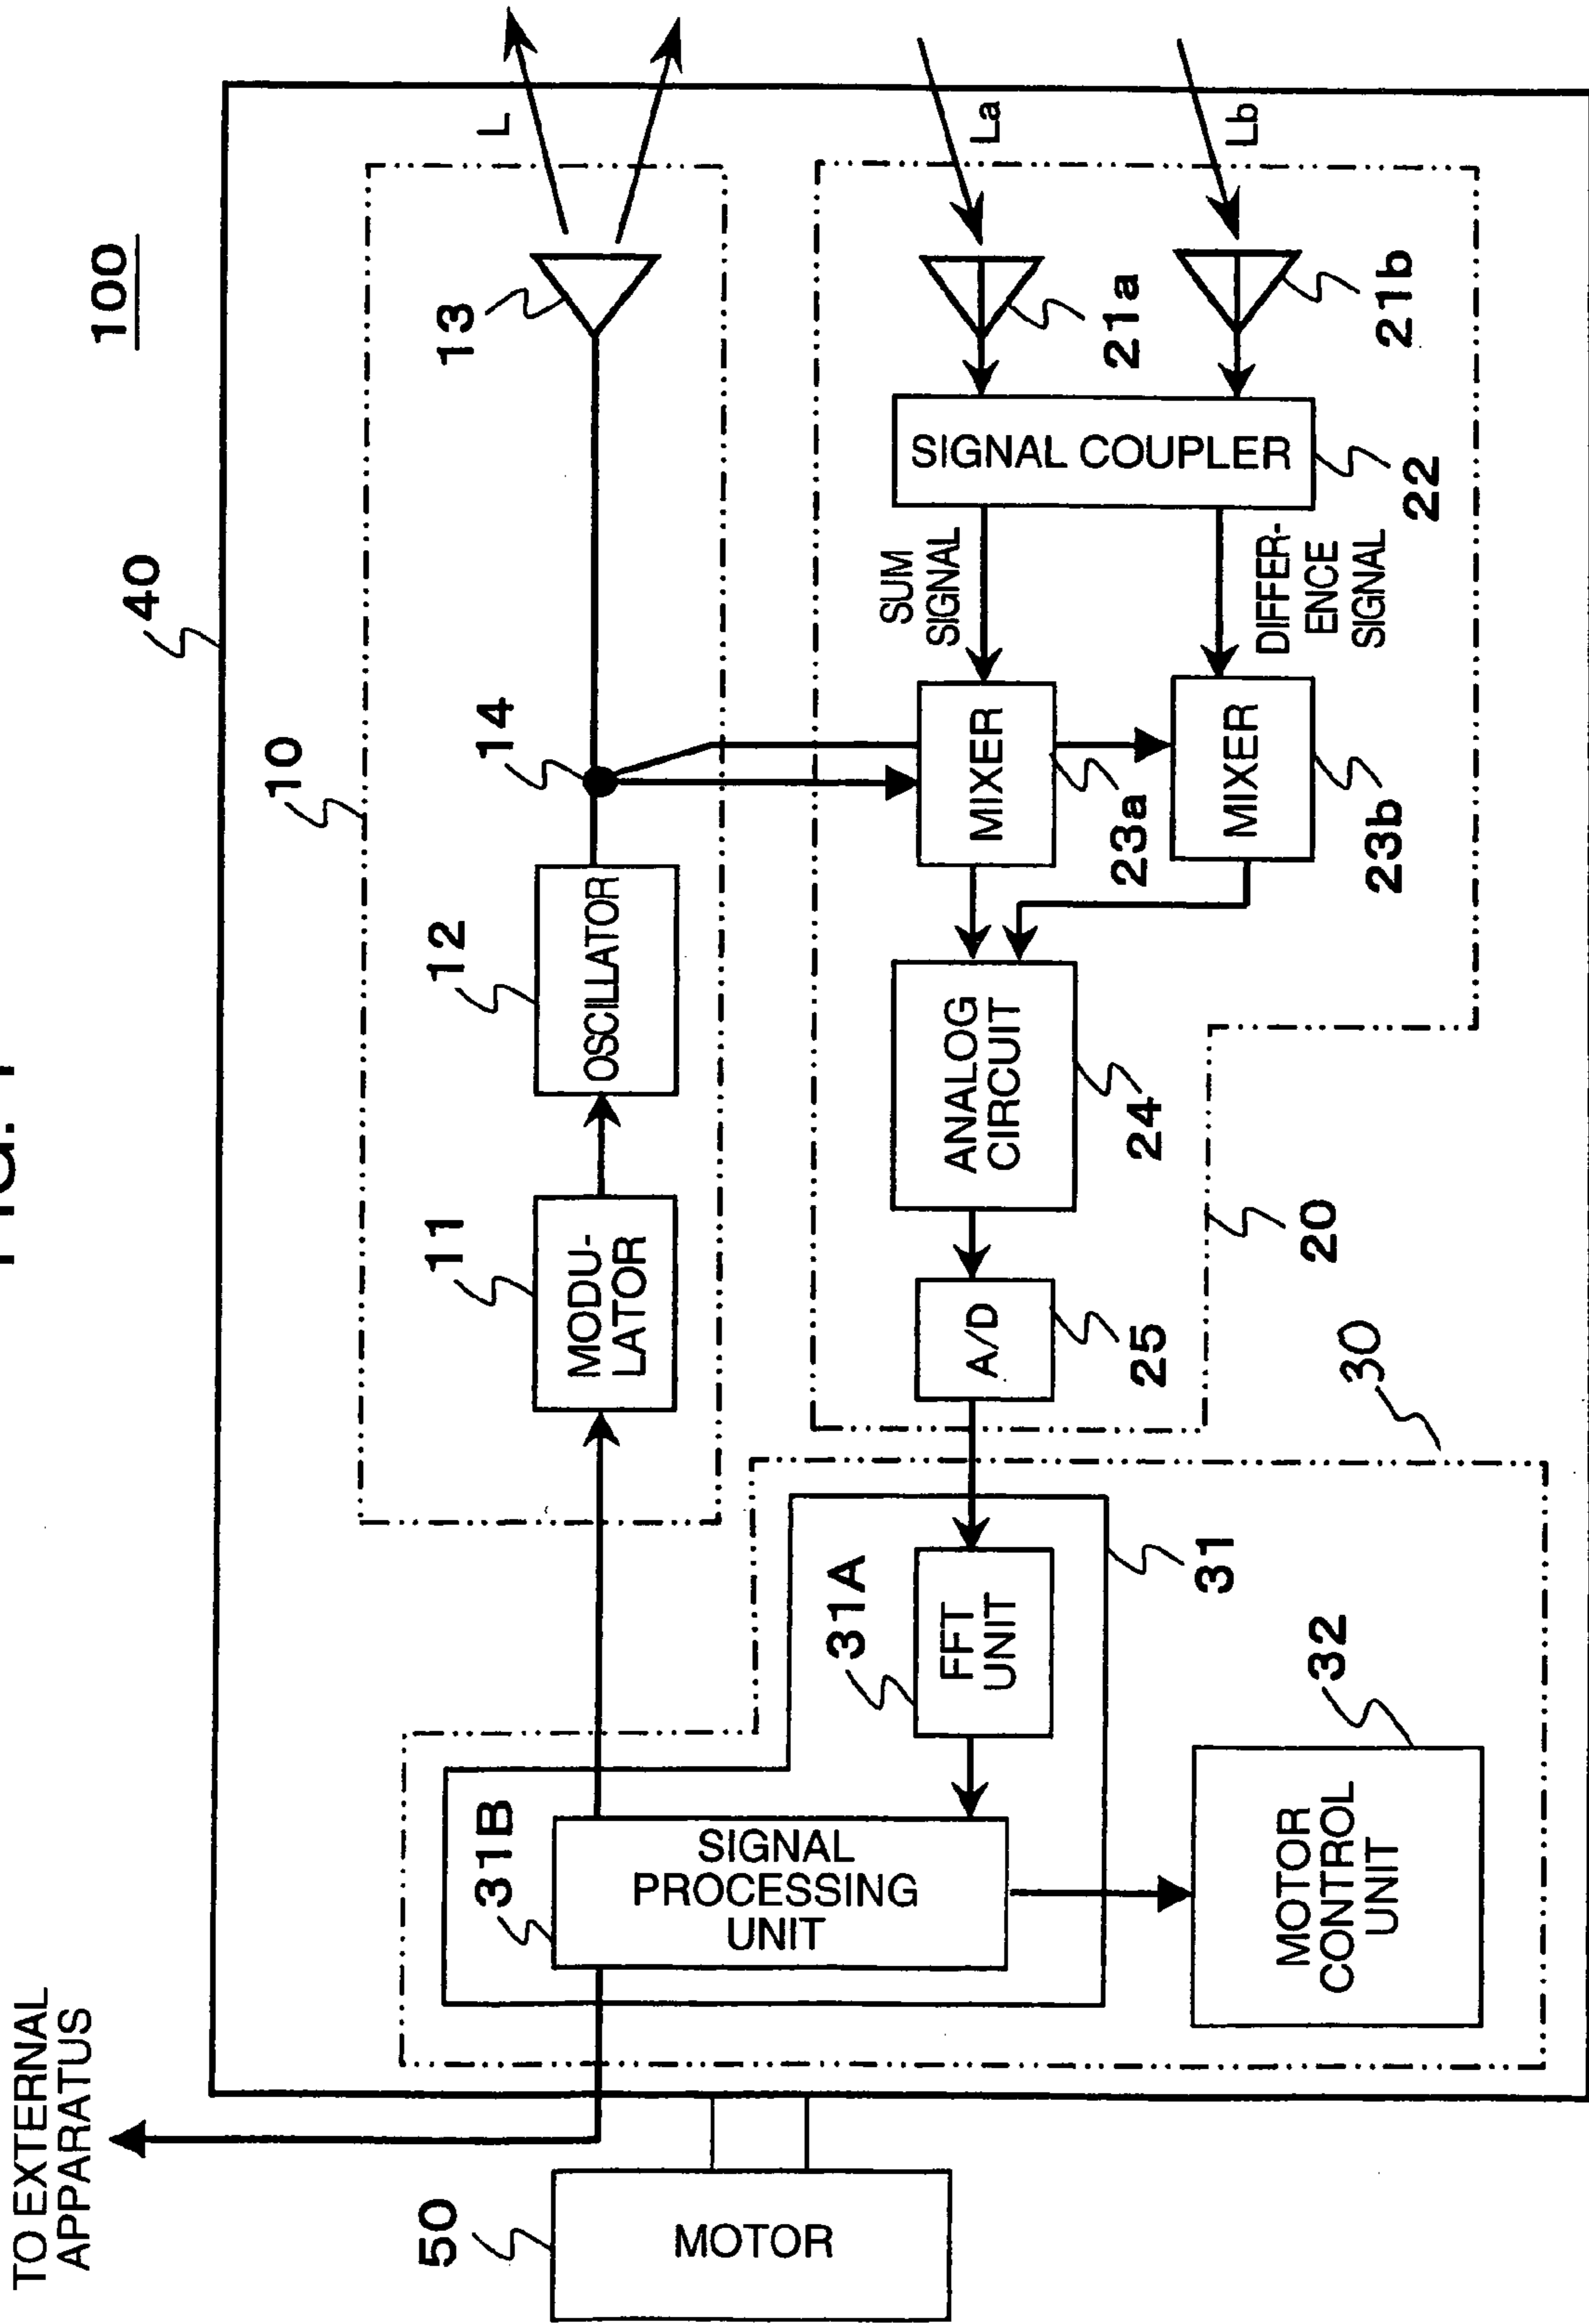 100
40
10
L
13
14
12
OSCILLATOR
11
MODU-
LATOR
La
Lb
21a
21b
SIGNAL COUPLER
22
SUM
SIGNAL
DIFFER-
ENCE
SIGNAL
MIXER
23a
MIXER
23b
ANALOG
CIRCUIT
24
A/D
25
20
30
31
31A
FFT
UNIT
31B
SIGNAL
PROCESSING
UNIT
32
MOTOR
CONTROL
UNIT
TO EXTERNAL
APPARATUS
50
MOTOR